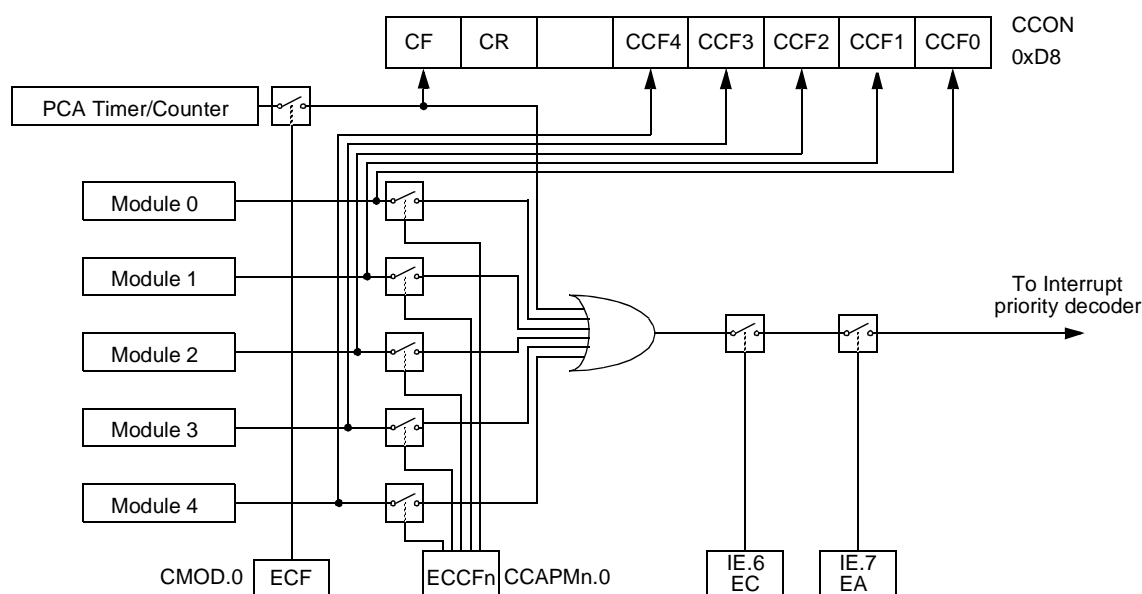 CF CR CCF4 CCF3 CCF2 CCF1 CCF0
CCON
0xD8
PCA Timer/Counter
Module 0
Module 1
Module 2
Module 3
Module 4
To Interrupt
priority decoder
CMOD.0 ECF
ECCFn CCAPMn.0
IE.6
EC
IE.7
EA